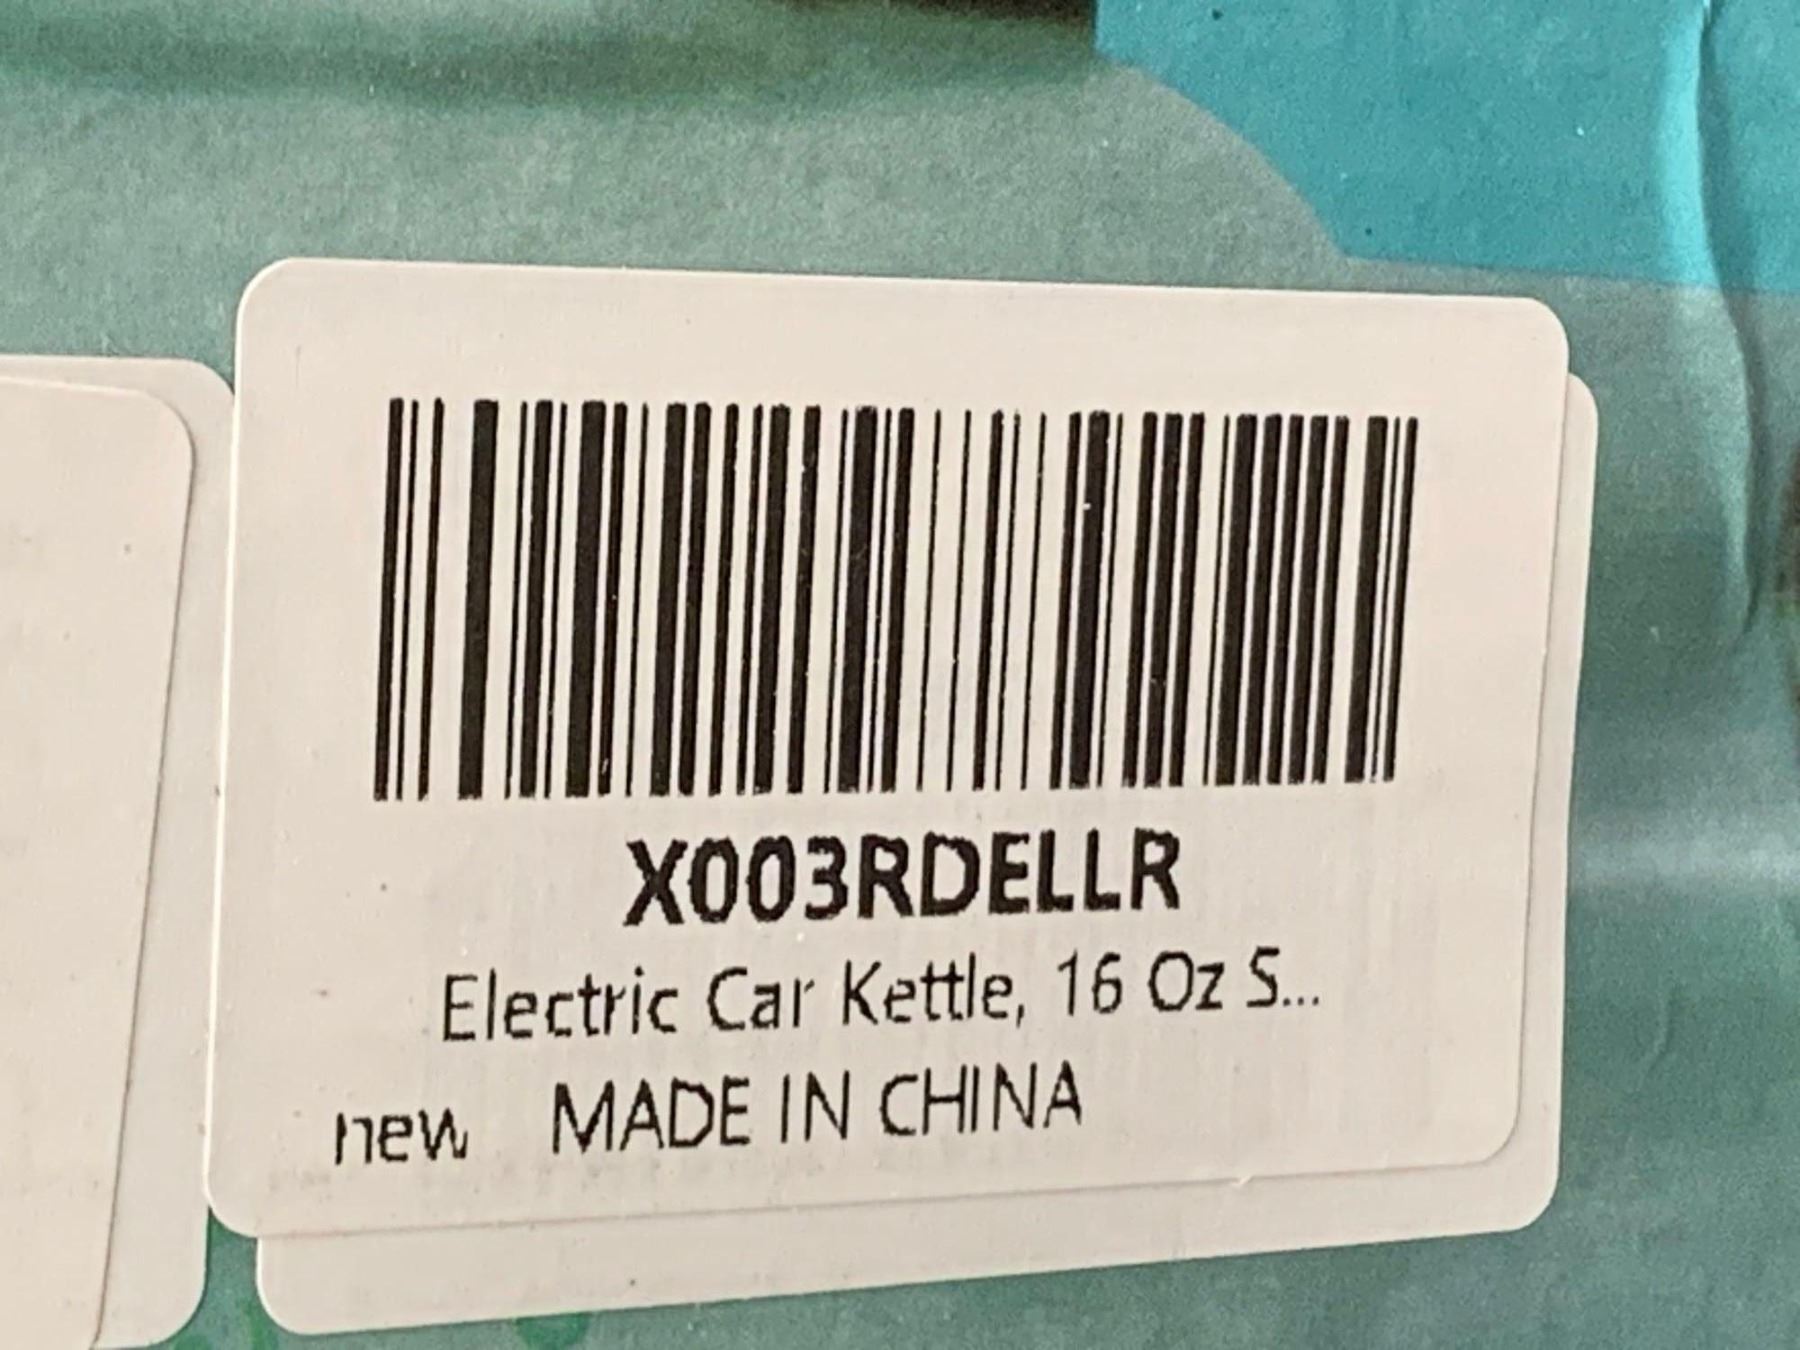 X003RDELLR
Electric Car Kettle, 16 Oz S...
new MADE IN CHINA